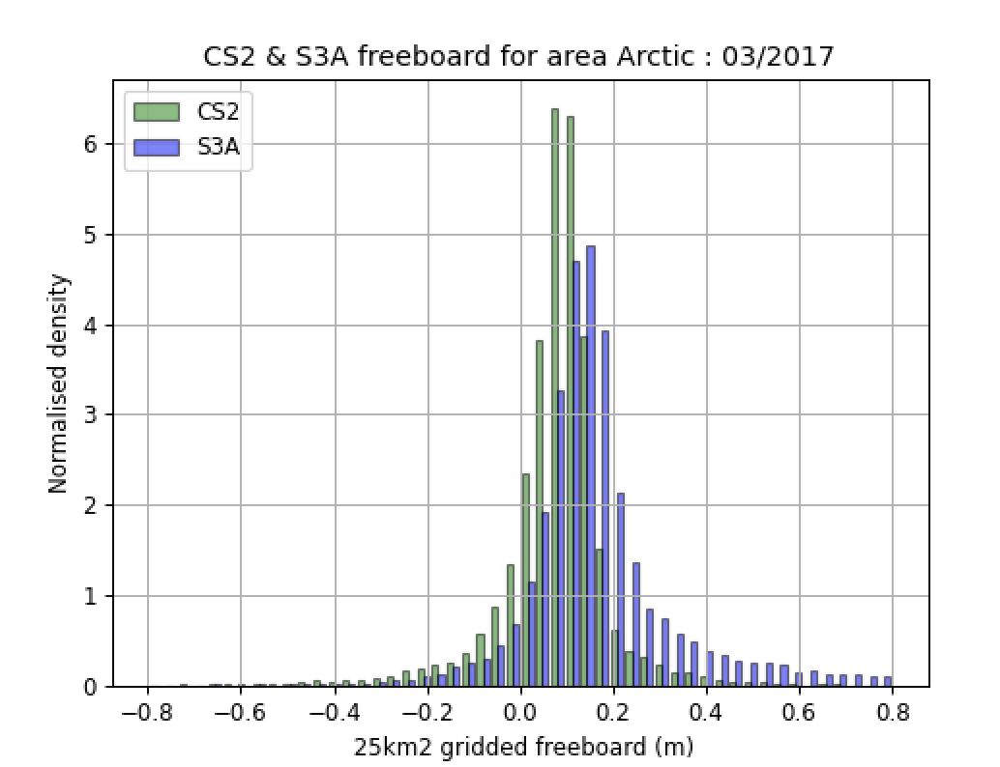 CS2 & S3A freeboard for area Arctic : 03/2017
CS2
S3A
6
5
4
3
2
1
0
Normalised density
−0.8 −0.6 −0.4 −0.2 0.0 0.2 0.4 0.6 0.8
25km2 gridded freeboard (m)